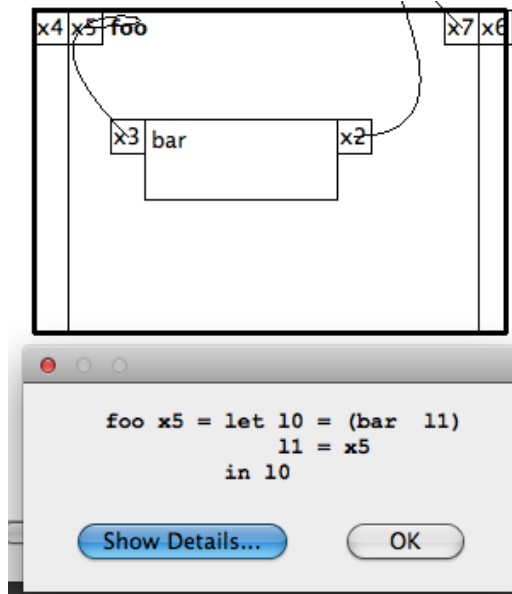 x4 x5 foo x7 x6
x3 bar x2
foo x5 = let l0 = (bar  l1)
l1 = x5
in l0
Show Details... OK